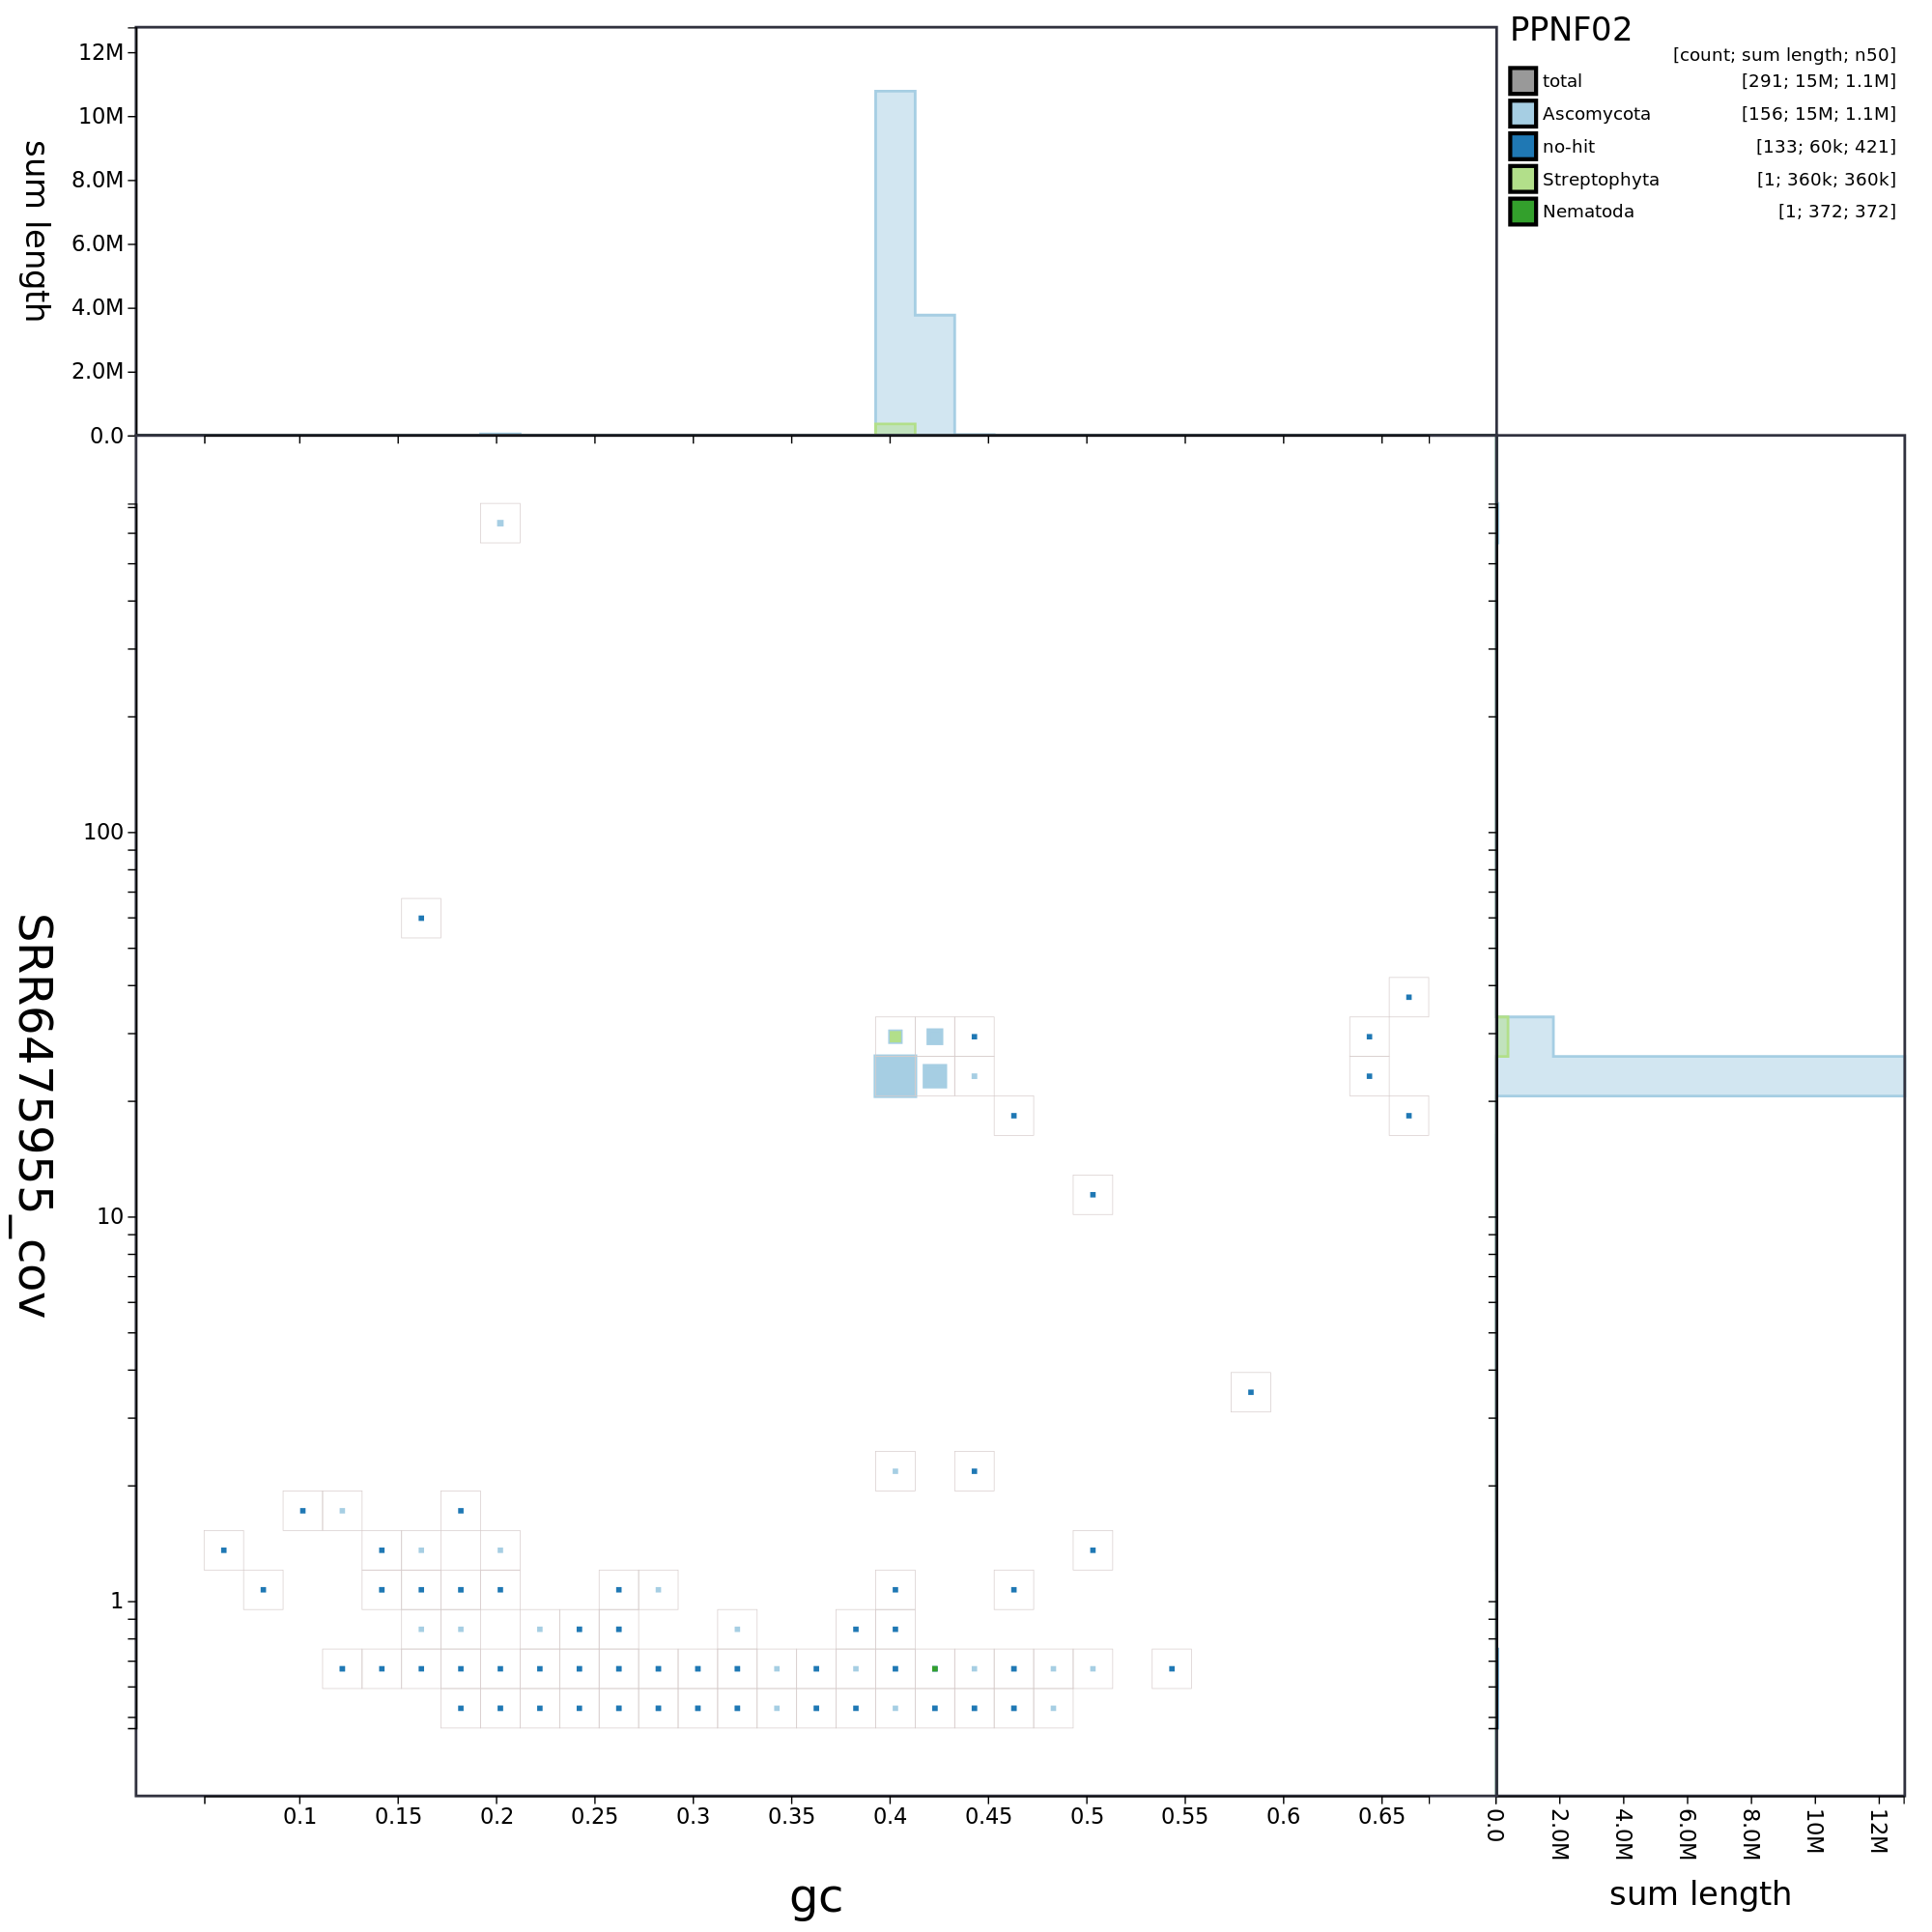 PPNF02
[count; sum length; n50]
total [291; 15M; 1.1M]
Ascomycota [156; 15M; 1.1M]
no-hit [133; 60k; 421]
Streptophyta [1; 360k; 360k]
Nematoda [1; 372; 372]
sum length
12M
10M
8.0M
6.0M
4.0M
2.0M
0.0
SRR6475955_cov
100
10
1
0.1 0.15 0.2 0.25 0.3 0.35 0.4 0.45 0.5 0.55 0.6 0.65
gc
0.0 2.0M 4.0M 6.0M 8.0M 10M 12M
sum length